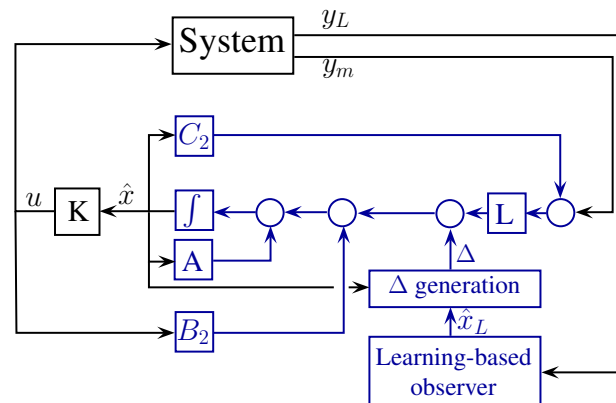 y_L
System
y_m
C_2
u
K
x̂
∫
L
A
Δ
Δ generation
x̂_L
B_2
Learning-based
observer